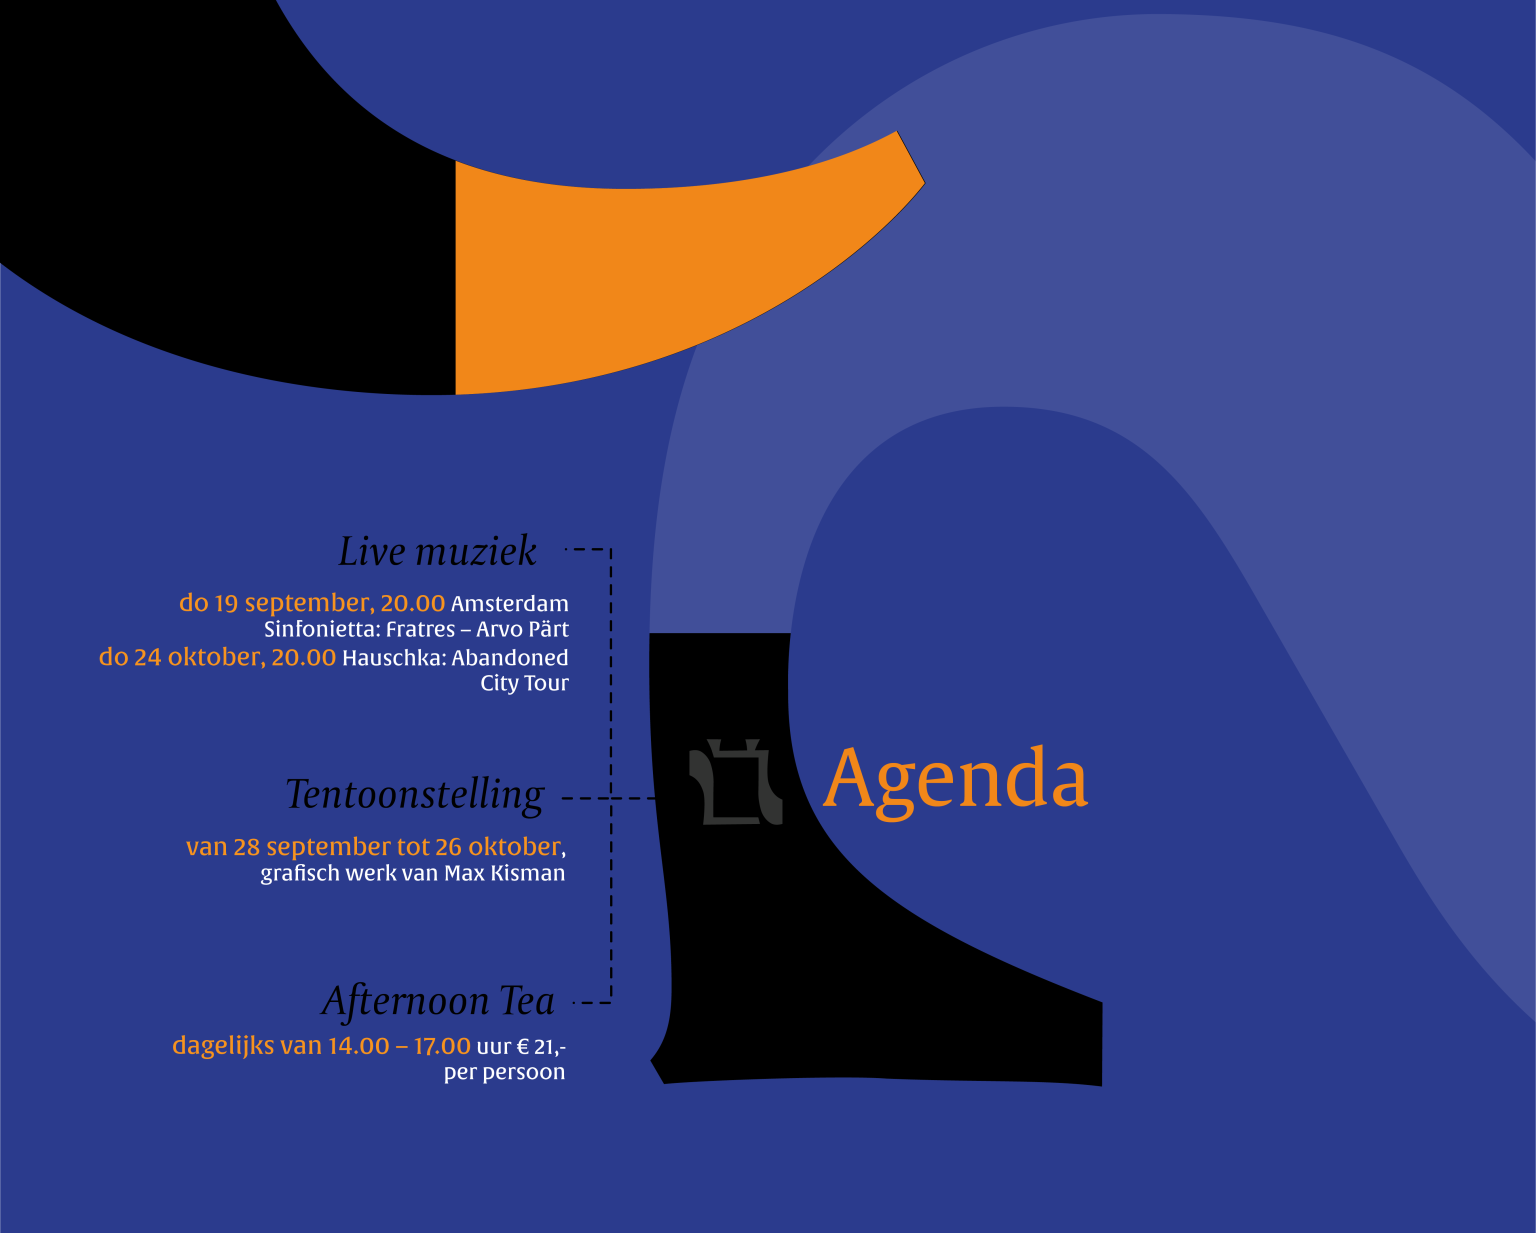 Live muziek
do 19 september, 20.00 Amsterdam
Sinfonietta: Fratres – Arvo Pärt
do 24 oktober, 20.00 Hauschka: Abandoned
City Tour
Tentoonstelling
van 28 september tot 26 oktober,
grafisch werk van Max Kisman
Afternoon Tea
dagelijks van 14.00 – 17.00 uur € 21,-
per persoon
Agenda